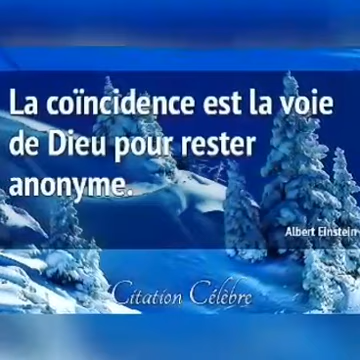 La coïncidence est la voie
de Dieu pour rester
anonyme.
Albert Einstein
Citation Célèbre